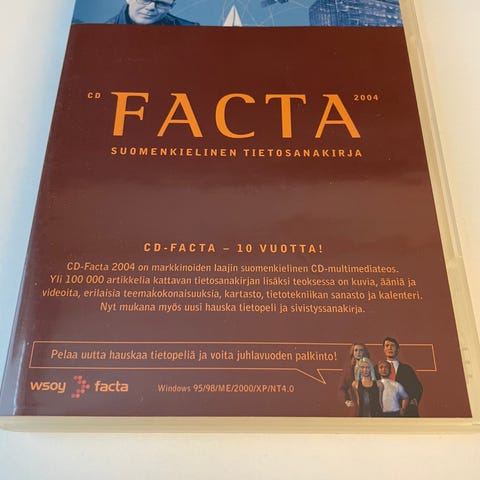 CD FACTA 2004
SUOMENKIELINEN TIETOSANAKIRJA
CD-FACTA – 10 VUOTTA!
CD-Facta 2004 on markkinoiden laajin suomenkielinen CD-multimediateos.
Yli 100 000 artikkelia kattavan tietosanakirjan lisäksi teoksessa on kuvia, ääniä ja
videoita, erilaisia teemakokonaisuuksia, kartasto, tietotekniikan sanasto ja kalenteri.
Nyt mukana myös uusi hauska tietopeli ja sivistyssanakirja.
Pelaa uutta hauskaa tietopeliä ja voita juhlavuoden palkinto!
wsoy facta
Windows 95/98/ME/2000/XP/NT4.0